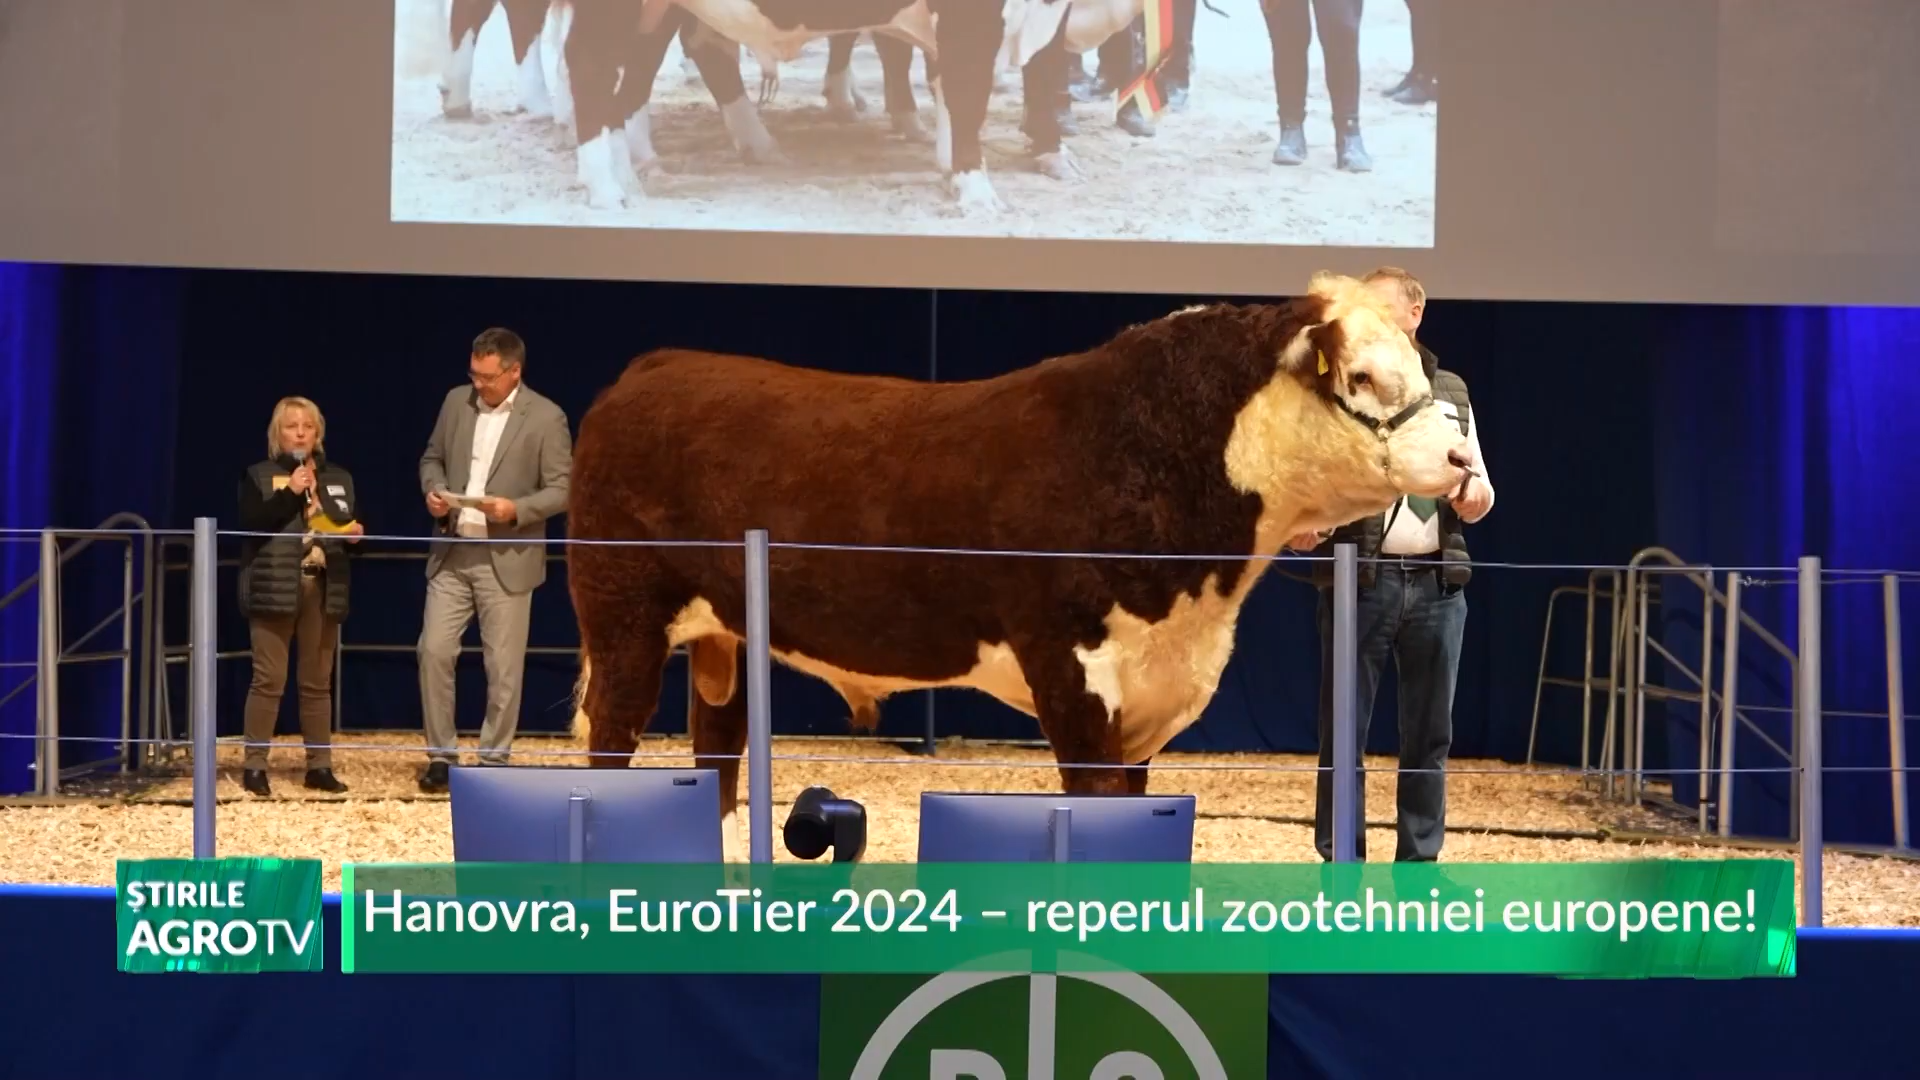 ȘTIRILE
AGROTV
Hanovra, EuroTier 2024 – reperul zootehniei europene!